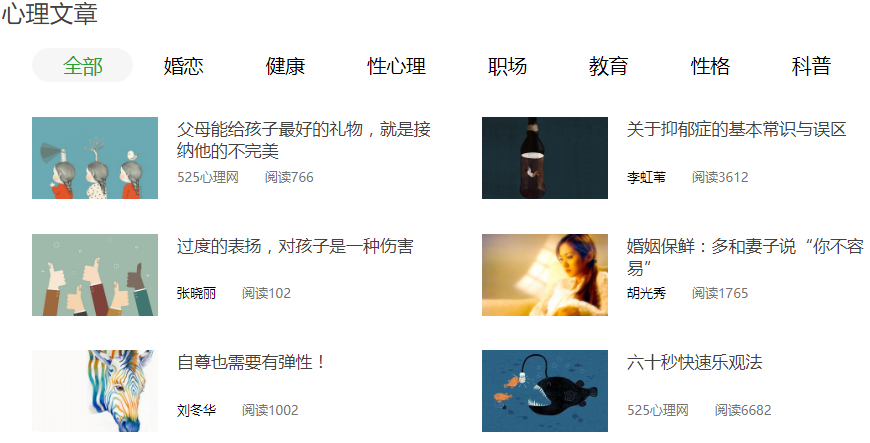 心理文章
全部 婚恋 健康 性心理 职场 教育 性格 科普
父母能给孩子最好的礼物，就是接
纳他的不完美
525心理网 阅读766
关于抑郁症的基本常识与误区
李虹苇 阅读3612
过度的表扬，对孩子是一种伤害
张晓丽 阅读102
婚姻保鲜：多和妻子说“你不容
易”
胡光秀 阅读1765
自尊也需要有弹性！
刘冬华 阅读1002
六十秒快速乐观法
525心理网 阅读6682